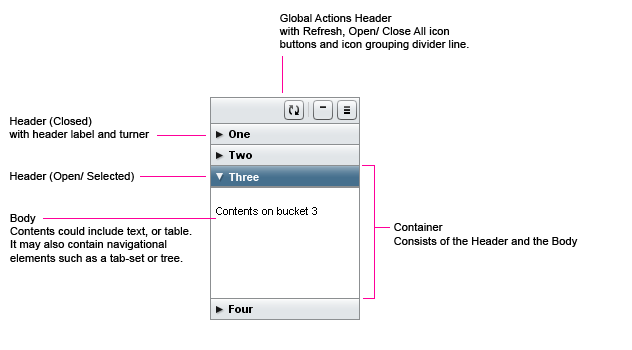 Global Actions Header
with Refresh, Open/ Close All icon
buttons and icon grouping divider line.
Header (Closed)
with header label and turner
One
Two
Header (Open/ Selected)
Three
Body
Contents could include text, or table.
It may also contain navigational
elements such as a tab-set or tree.
Contents on bucket 3
Container
Consists of the Header and the Body
Four